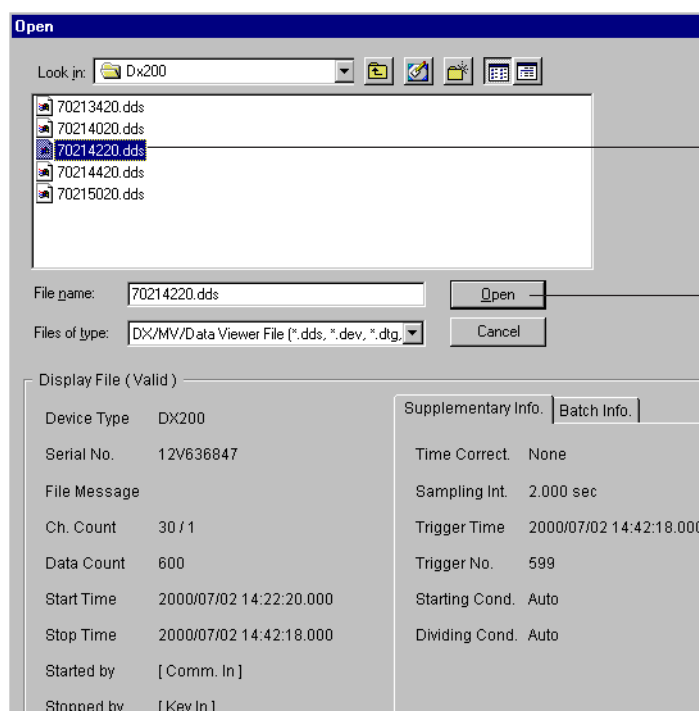 Open
Look in: Dx200
70213420.dds
70214020.dds
70214220.dds
70214420.dds
70215020.dds
File name: 70214220.dds Open
Files of type: DX/MV/Data Viewer File (*.dds, *.dev, *.dtg, Cancel
Display File ( Valid )
Device Type DX200
Serial No. 12V636847
File Message
Ch. Count 30 / 1
Data Count 600
Start Time 2000/07/02 14:22:20.000
Stop Time 2000/07/02 14:42:18.000
Started by [ Comm. In ]
Stopped by [ Key In ]
Supplementary Info. Batch Info.
Time Correct. None
Sampling Int. 2.000 sec
Trigger Time 2000/07/02 14:42:18.000
Trigger No. 599
Starting Cond. Auto
Dividing Cond. Auto